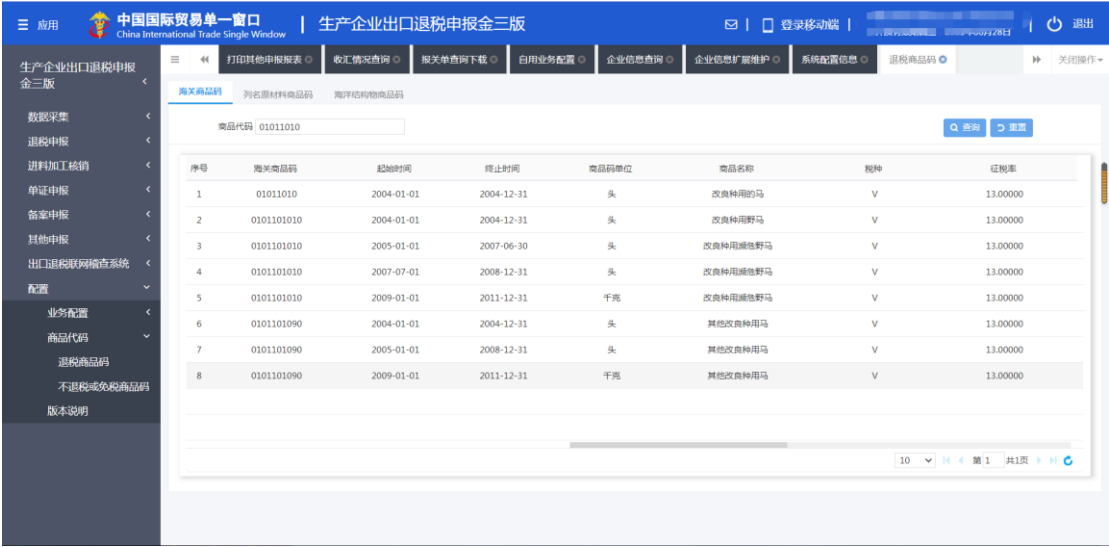 应用 中国国际贸易单一窗口 China International Trade Single Window 生产企业出口退税申报金三版 登录移动端 退出
生产企业出口退税申报金三版
数据采集
退税申报
进料加工核销
单证申报
备案申报
其他申报
出口退税联网稽查系统
配置
业务配置
商品代码
退税商品码
不退税或免税商品码
版本说明
打印其他申报报表 收汇情况查询 报关单查询下载 自用业务配置 企业信息查询 企业信息扩展维护 系统配置信息 退税商品码 关闭操作
海关商品码 列名原材料商品码 海洋结构物商品码
商品代码 01011010 查询 重置
序号 海关商品码 起始时间 终止时间 商品码单位 商品名称 税种 征税率
1 01011010 2004-01-01 2004-12-31 头 改良种用的马 V 13.00000
2 0101101010 2004-01-01 2004-12-31 头 改良种用野马 V 13.00000
3 0101101010 2005-01-01 2007-06-30 头 改良种用濒危野马 V 13.00000
4 0101101010 2007-07-01 2008-12-31 头 改良种用濒危野马 V 13.00000
5 0101101010 2009-01-01 2011-12-31 千克 改良种用濒危野马 V 13.00000
6 0101101090 2004-01-01 2004-12-31 头 其他改良种用马 V 13.00000
7 0101101090 2005-01-01 2008-12-31 头 其他改良种用马 V 13.00000
8 0101101090 2009-01-01 2011-12-31 千克 其他改良种用马 V 13.00000
10 第 1 共1页